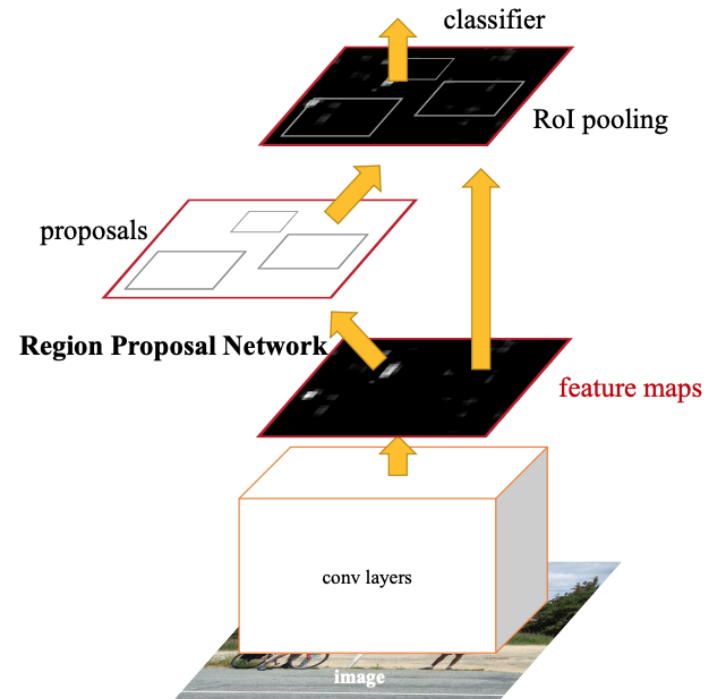 classifier
RoI pooling
proposals
Region Proposal Network
feature maps
conv layers
image